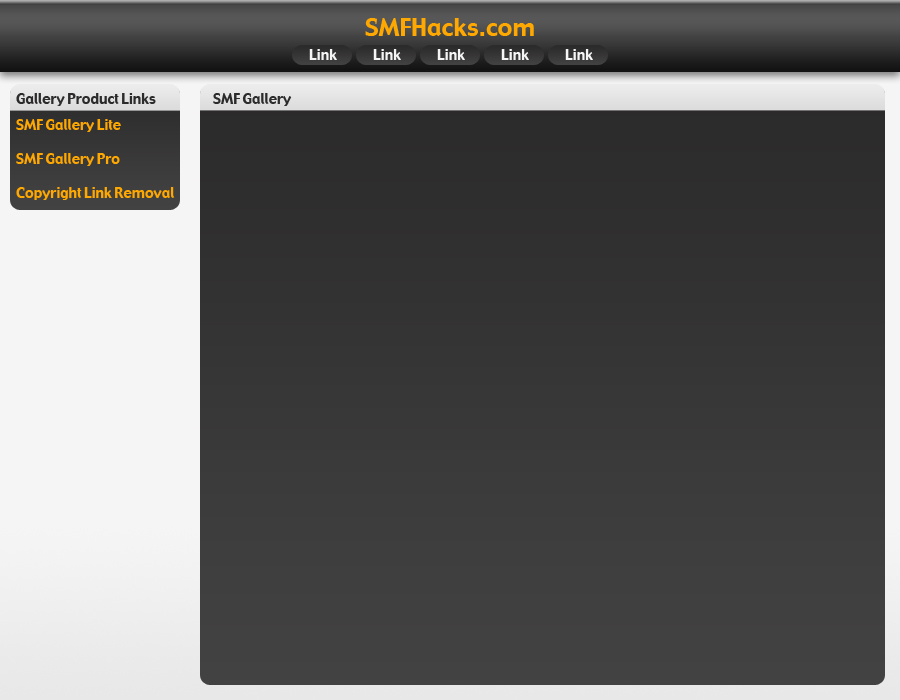 SMFHacks.com
Link Link Link Link Link
Gallery Product Links
SMF Gallery Lite
SMF Gallery Pro
Copyright Link Removal
SMF Gallery